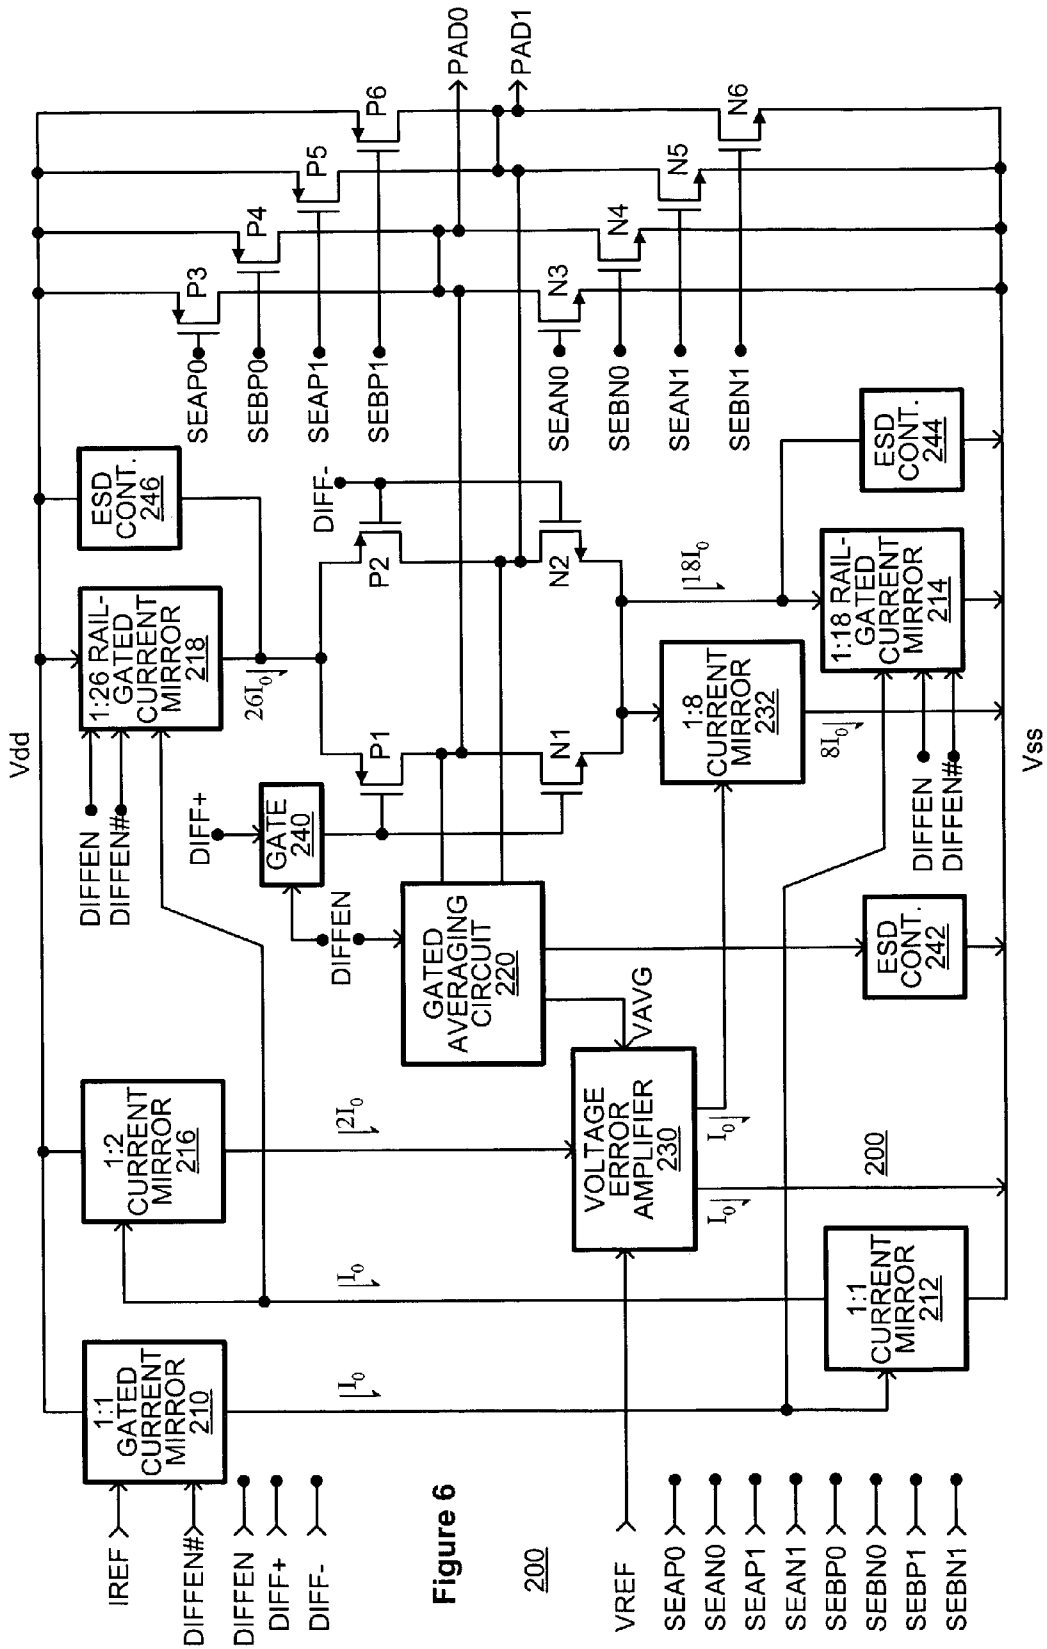 Vdd
IREF
DIFFEN#
DIFFEN
DIFF+
DIFF-
1:1
GATED
CURRENT
MIRROR
210
1:2
CURRENT
MIRROR
216
DIFFEN
DIFFEN#
1:26 RAIL-
GATED
CURRENT
MIRROR
218
ESD
CONT.
246
26I₀
DIFF+
GATE
240
DIFFEN
P1
P2
DIFF-
SEAP0
SEBP0
SEAP1
SEBP1
P3
P4
P5
P6
PAD0
PAD1
I₀
I₀
2I₀
GATED
AVERAGING
CIRCUIT
220
N1
N2
SEAN0
SEBN0
SEAN1
SEBN1
N3
N4
N5
N6
Figure 6
200
VREF
SEAP0
SEAN0
SEAP1
SEAN1
SEBP0
SEBN0
SEBP1
SEBN1
VOLTAGE
ERROR
AMPLIFIER
230
VAVG
I₀
I₀
200
1:8
CURRENT
MIRROR
232
8I₀
18I₀
1:1
CURRENT
MIRROR
212
ESD
CONT.
242
DIFFEN
DIFFEN#
1:18 RAIL-
GATED
CURRENT
MIRROR
214
ESD
CONT.
244
Vss